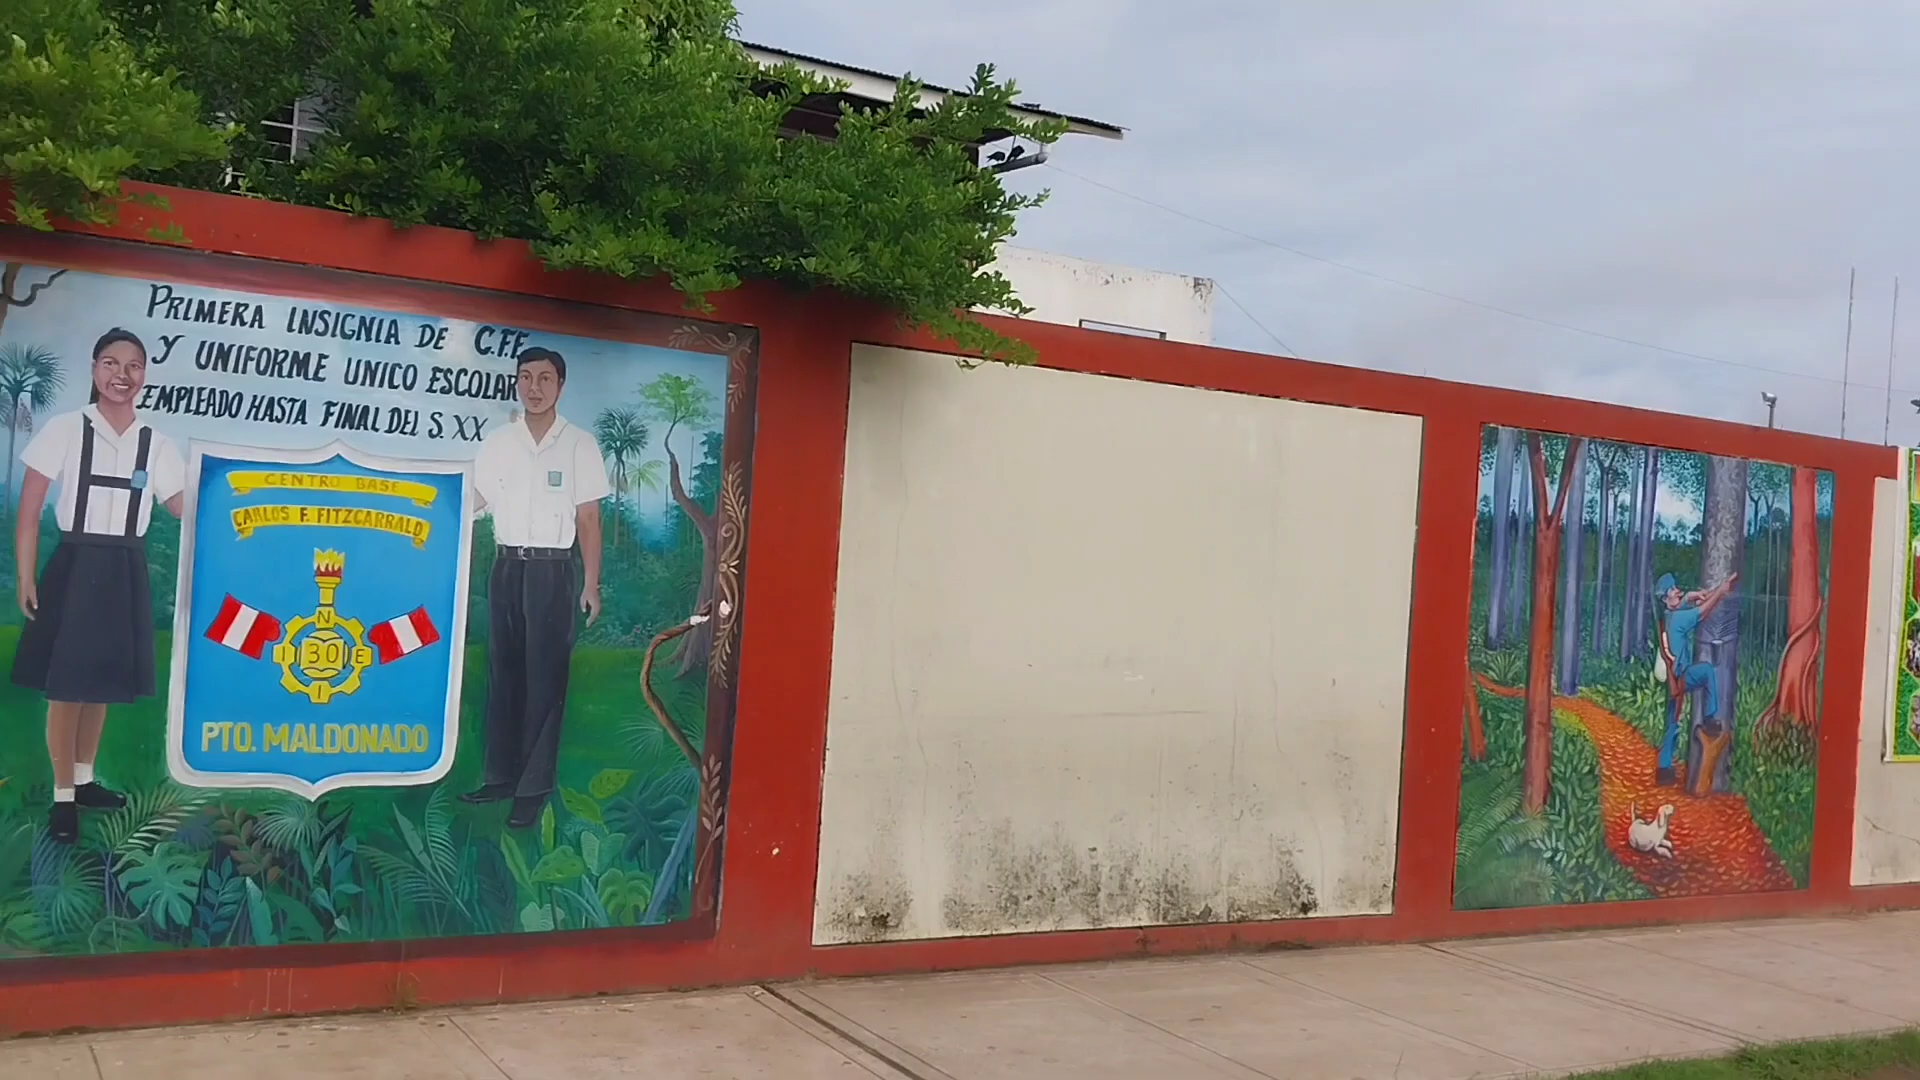 PRIMERA INSIGNIA DE C.F.F.
Y UNIFORME UNICO ESCOLAR
EMPLEADO HASTA FINAL DEL S. XX
CENTRO BASE
CARLOS F. FITZCARRALD
N
I 30 E
I
PTO. MALDONADO